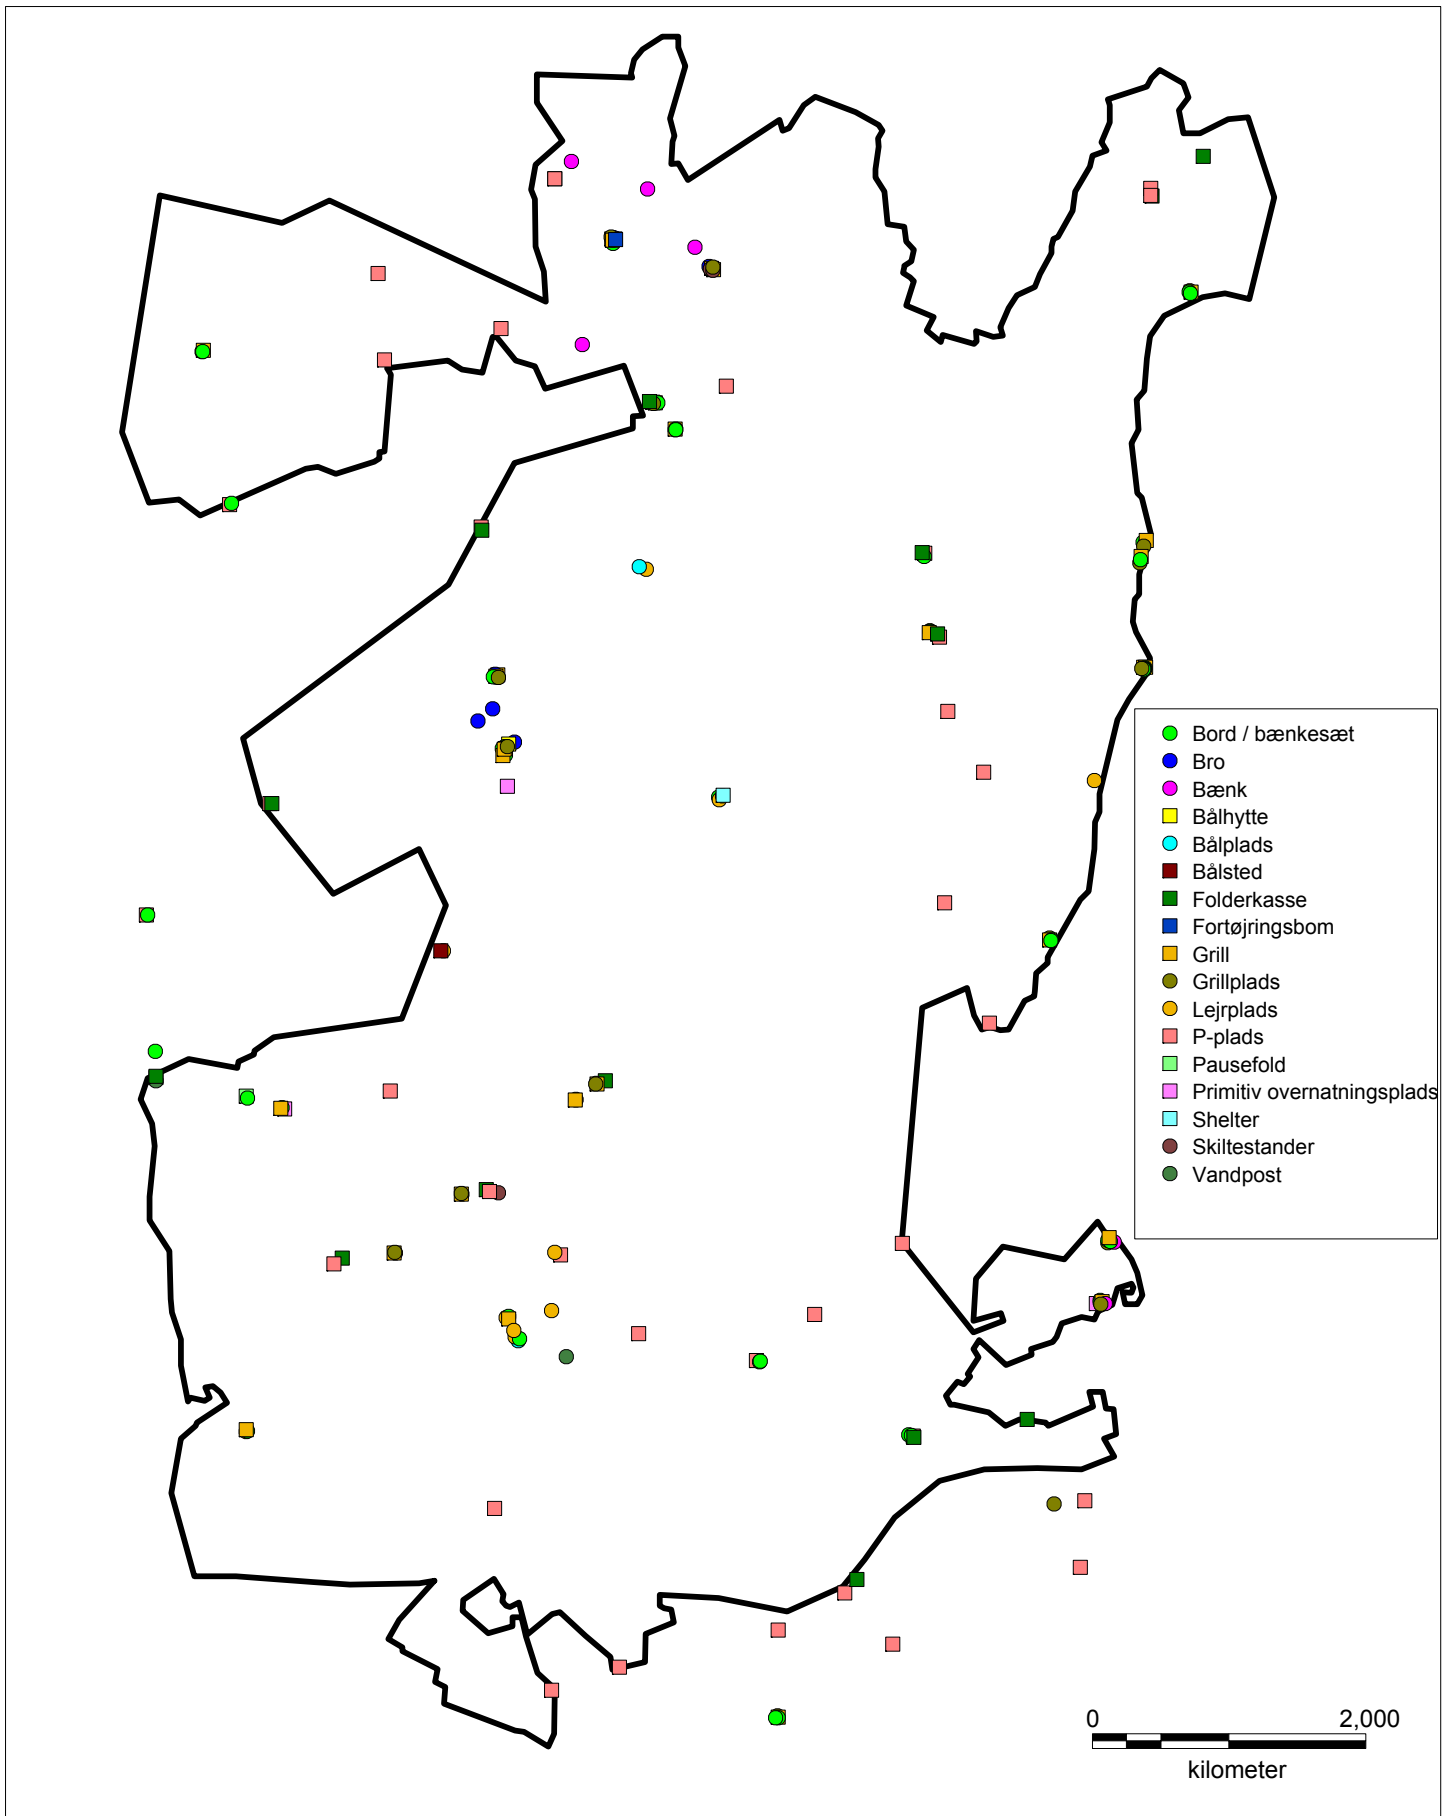 Bord / bænkesæt
Bro
Bænk
Bålhytte
Bålplads
Bålsted
Folderkasse
Fortøjringsbom
Grill
Grillplads
Lejrplads
P-plads
Pausefold
Primitiv overnatningsplads
Shelter
Skiltestander
Vandpost
0 2,000
kilometer